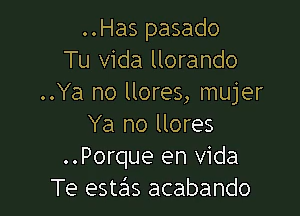 ..Has pasado
Tu vida llorando
..Ya no llores, mujer
Ya no llores
..Porque en vida
Te estás acabando